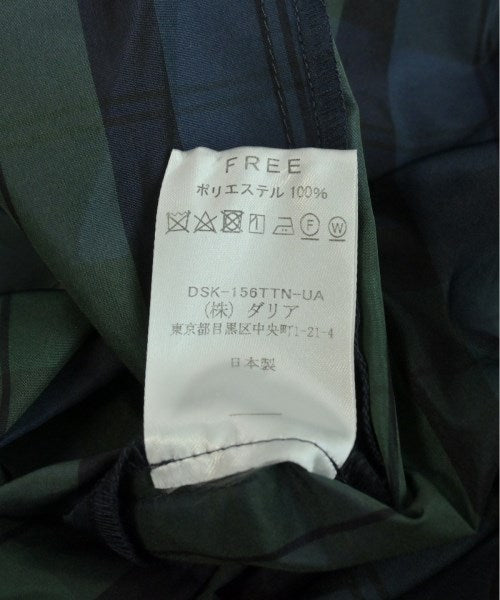 FREE
ポリエステル 100%
F W
DSK-156TTN-UA
(株) ダリア
東京都目黒区中央町1-21-4
日本製